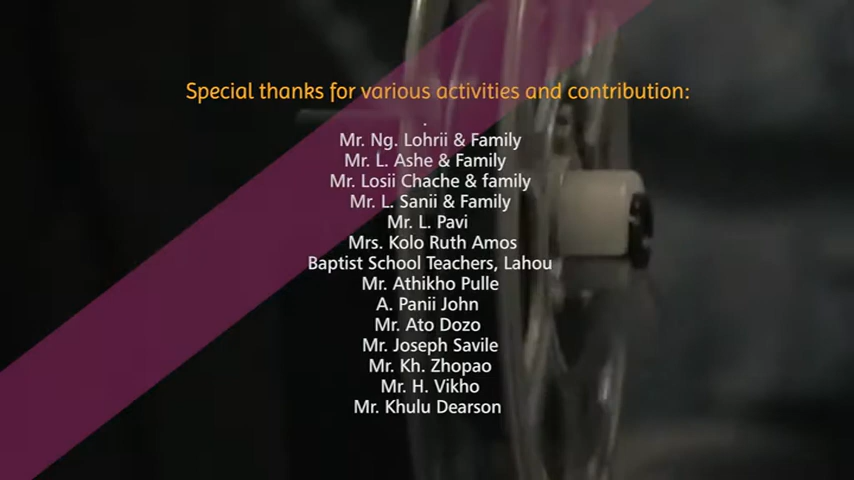 Special thanks for various activities and contribution:
.
Mr. Ng. Lohrii & Family
Mr. L. Ashe & Family
Mr. Losii Chache & family
Mr. L. Sanii & Family
Mr. L. Pavi
Mrs. Kolo Ruth Amos
Baptist School Teachers, Lahou
Mr. Athikho Pulle
A. Panii John
Mr. Ato Dozo
Mr. Joseph Savile
Mr. Kh. Zhopao
Mr. H. Vikho
Mr. Khulu Dearson